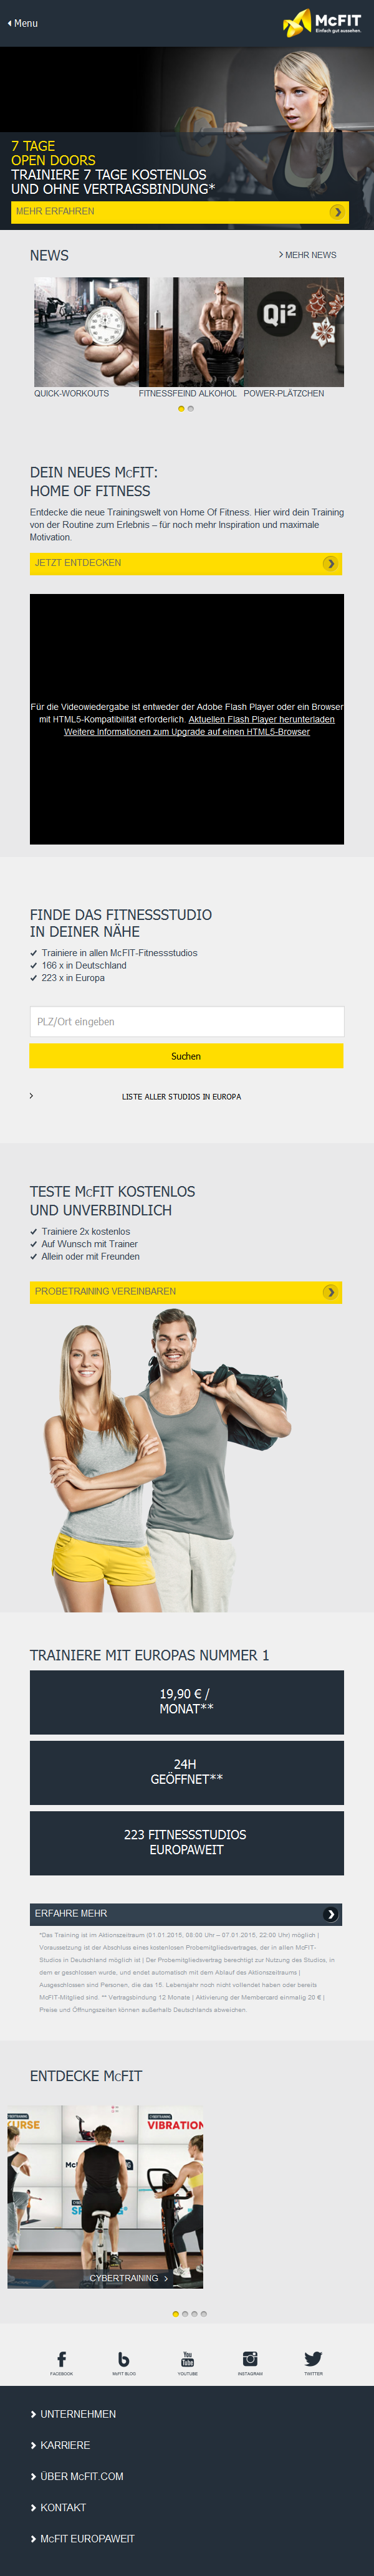 Menu
McFIT
Einfach gut aussehen.
7 TAGE
OPEN DOORS
TRAINIERE 7 TAGE KOSTENLOS
UND OHNE VERTRAGSBINDUNG*
MEHR ERFAHREN
NEWS
MEHR NEWS
Qi²
QUICK-WORKOUTS
FITNESSFEIND ALKOHOL
POWER-PLÄTZCHEN
DEIN NEUES McFIT:
HOME OF FITNESS
Entdecke die neue Trainingswelt von Home Of Fitness. Hier wird dein Training
von der Routine zum Erlebnis – für noch mehr Inspiration und maximale
Motivation.
JETZT ENTDECKEN
Für die Videowiedergabe ist entweder der Adobe Flash Player oder ein Browser
mit HTML5-Kompatibilität erforderlich. Aktuellen Flash Player herunterladen
Weitere Informationen zum Upgrade auf einen HTML5-Browser
FINDE DAS FITNESSSTUDIO
IN DEINER NÄHE
Trainiere in allen McFIT-Fitnessstudios
166 x in Deutschland
223 x in Europa
PLZ/Ort eingeben
Suchen
LISTE ALLER STUDIOS IN EUROPA
TESTE McFIT KOSTENLOS
UND UNVERBINDLICH
Trainiere 2x kostenlos
Auf Wunsch mit Trainer
Allein oder mit Freunden
PROBETRAINING VEREINBAREN
TRAINIERE MIT EUROPAS NUMMER 1
19,90 € /
MONAT**
24H
GEÖFFNET**
223 FITNESSSTUDIOS
EUROPAWEIT
ERFAHRE MEHR
*Das Training ist im Aktionszeitraum (01.01.2015, 08:00 Uhr – 07.01.2015, 22:00 Uhr) möglich |
Voraussetzung ist der Abschluss eines kostenlosen Probemitgliedsvertrages, der in allen McFIT-
Studios in Deutschland möglich ist | Der Probemitgliedsvertrag berechtigt zur Nutzung des Studios, in
dem er geschlossen wurde, und endet automatisch mit dem Ablauf des Aktionszeitraums |
Ausgeschlossen sind Personen, die das 15. Lebensjahr noch nicht vollendet haben oder bereits
McFIT-Mitglied sind. ** Vertragsbindung 12 Monate | Aktivierung der Membercard einmalig 20 € |
Preise und Öffnungszeiten können außerhalb Deutschlands abweichen.
ENTDECKE McFIT
KURSE
VIBRATION
CYBERTRAINING
FACEBOOK
McFIT BLOG
YOUTUBE
INSTAGRAM
TWITTER
UNTERNEHMEN
KARRIERE
ÜBER McFIT.COM
KONTAKT
McFIT EUROPAWEIT